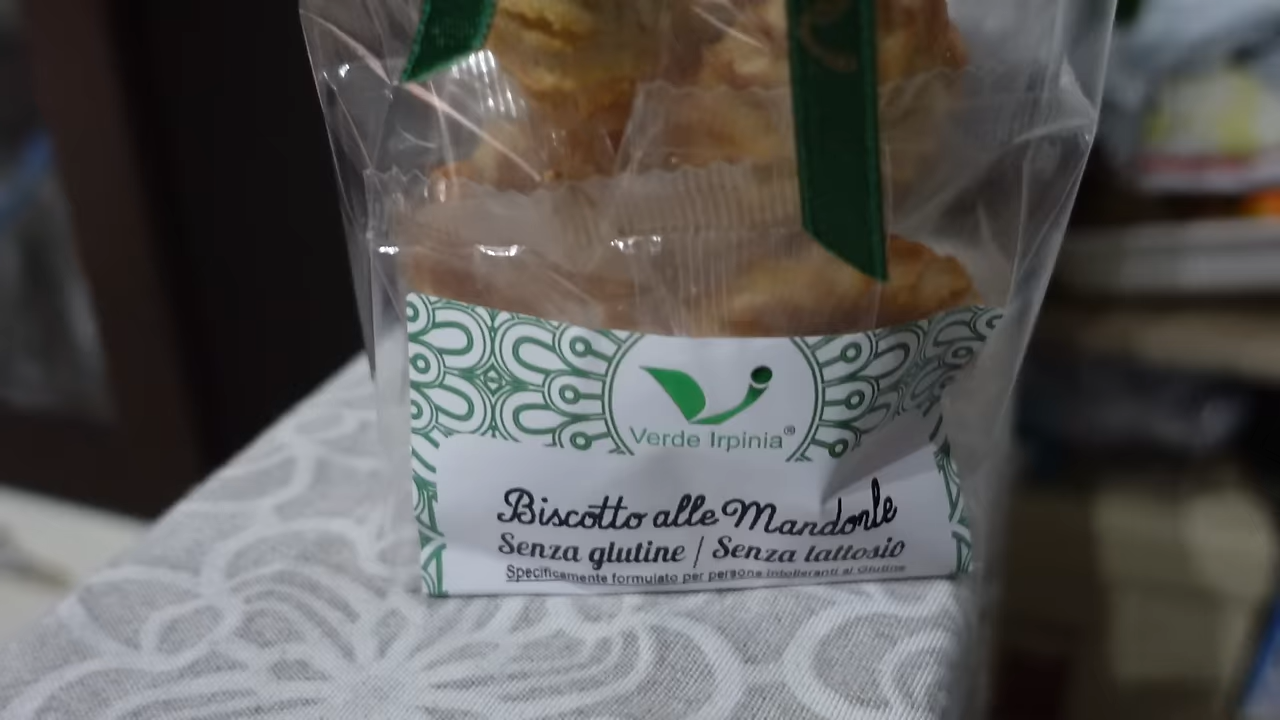 Verde Irpinia®
Biscotto alle Mandorle
Senza glutine / Senza lattosio
Specificamente formulato per persone intolleranti al Glutine